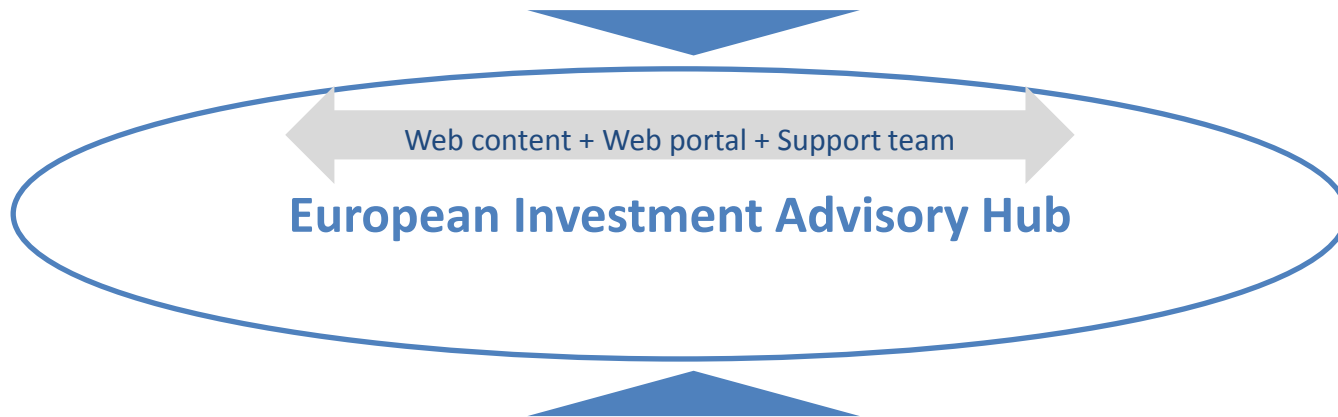 Web content + Web portal + Support team
European Investment Advisory Hub